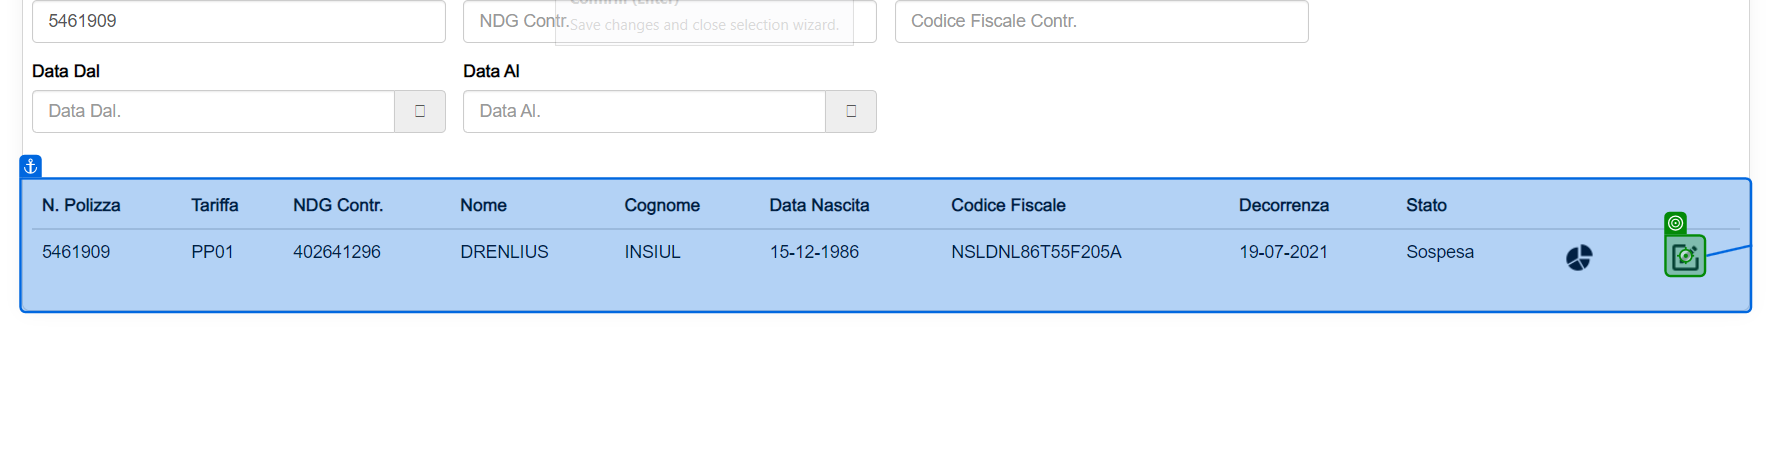 Confirm (Enter)
5461909 NDG Contr. Codice Fiscale Contr.
Save changes and close selection wizard.
Data Dal Data Al
Data Dal. Data Al.
N. Polizza Tariffa NDG Contr. Nome Cognome Data Nascita Codice Fiscale Decorrenza Stato
5461909 PP01 402641296 DRENLIUS INSIUL 15-12-1986 NSLDNL86T55F205A 19-07-2021 Sospesa